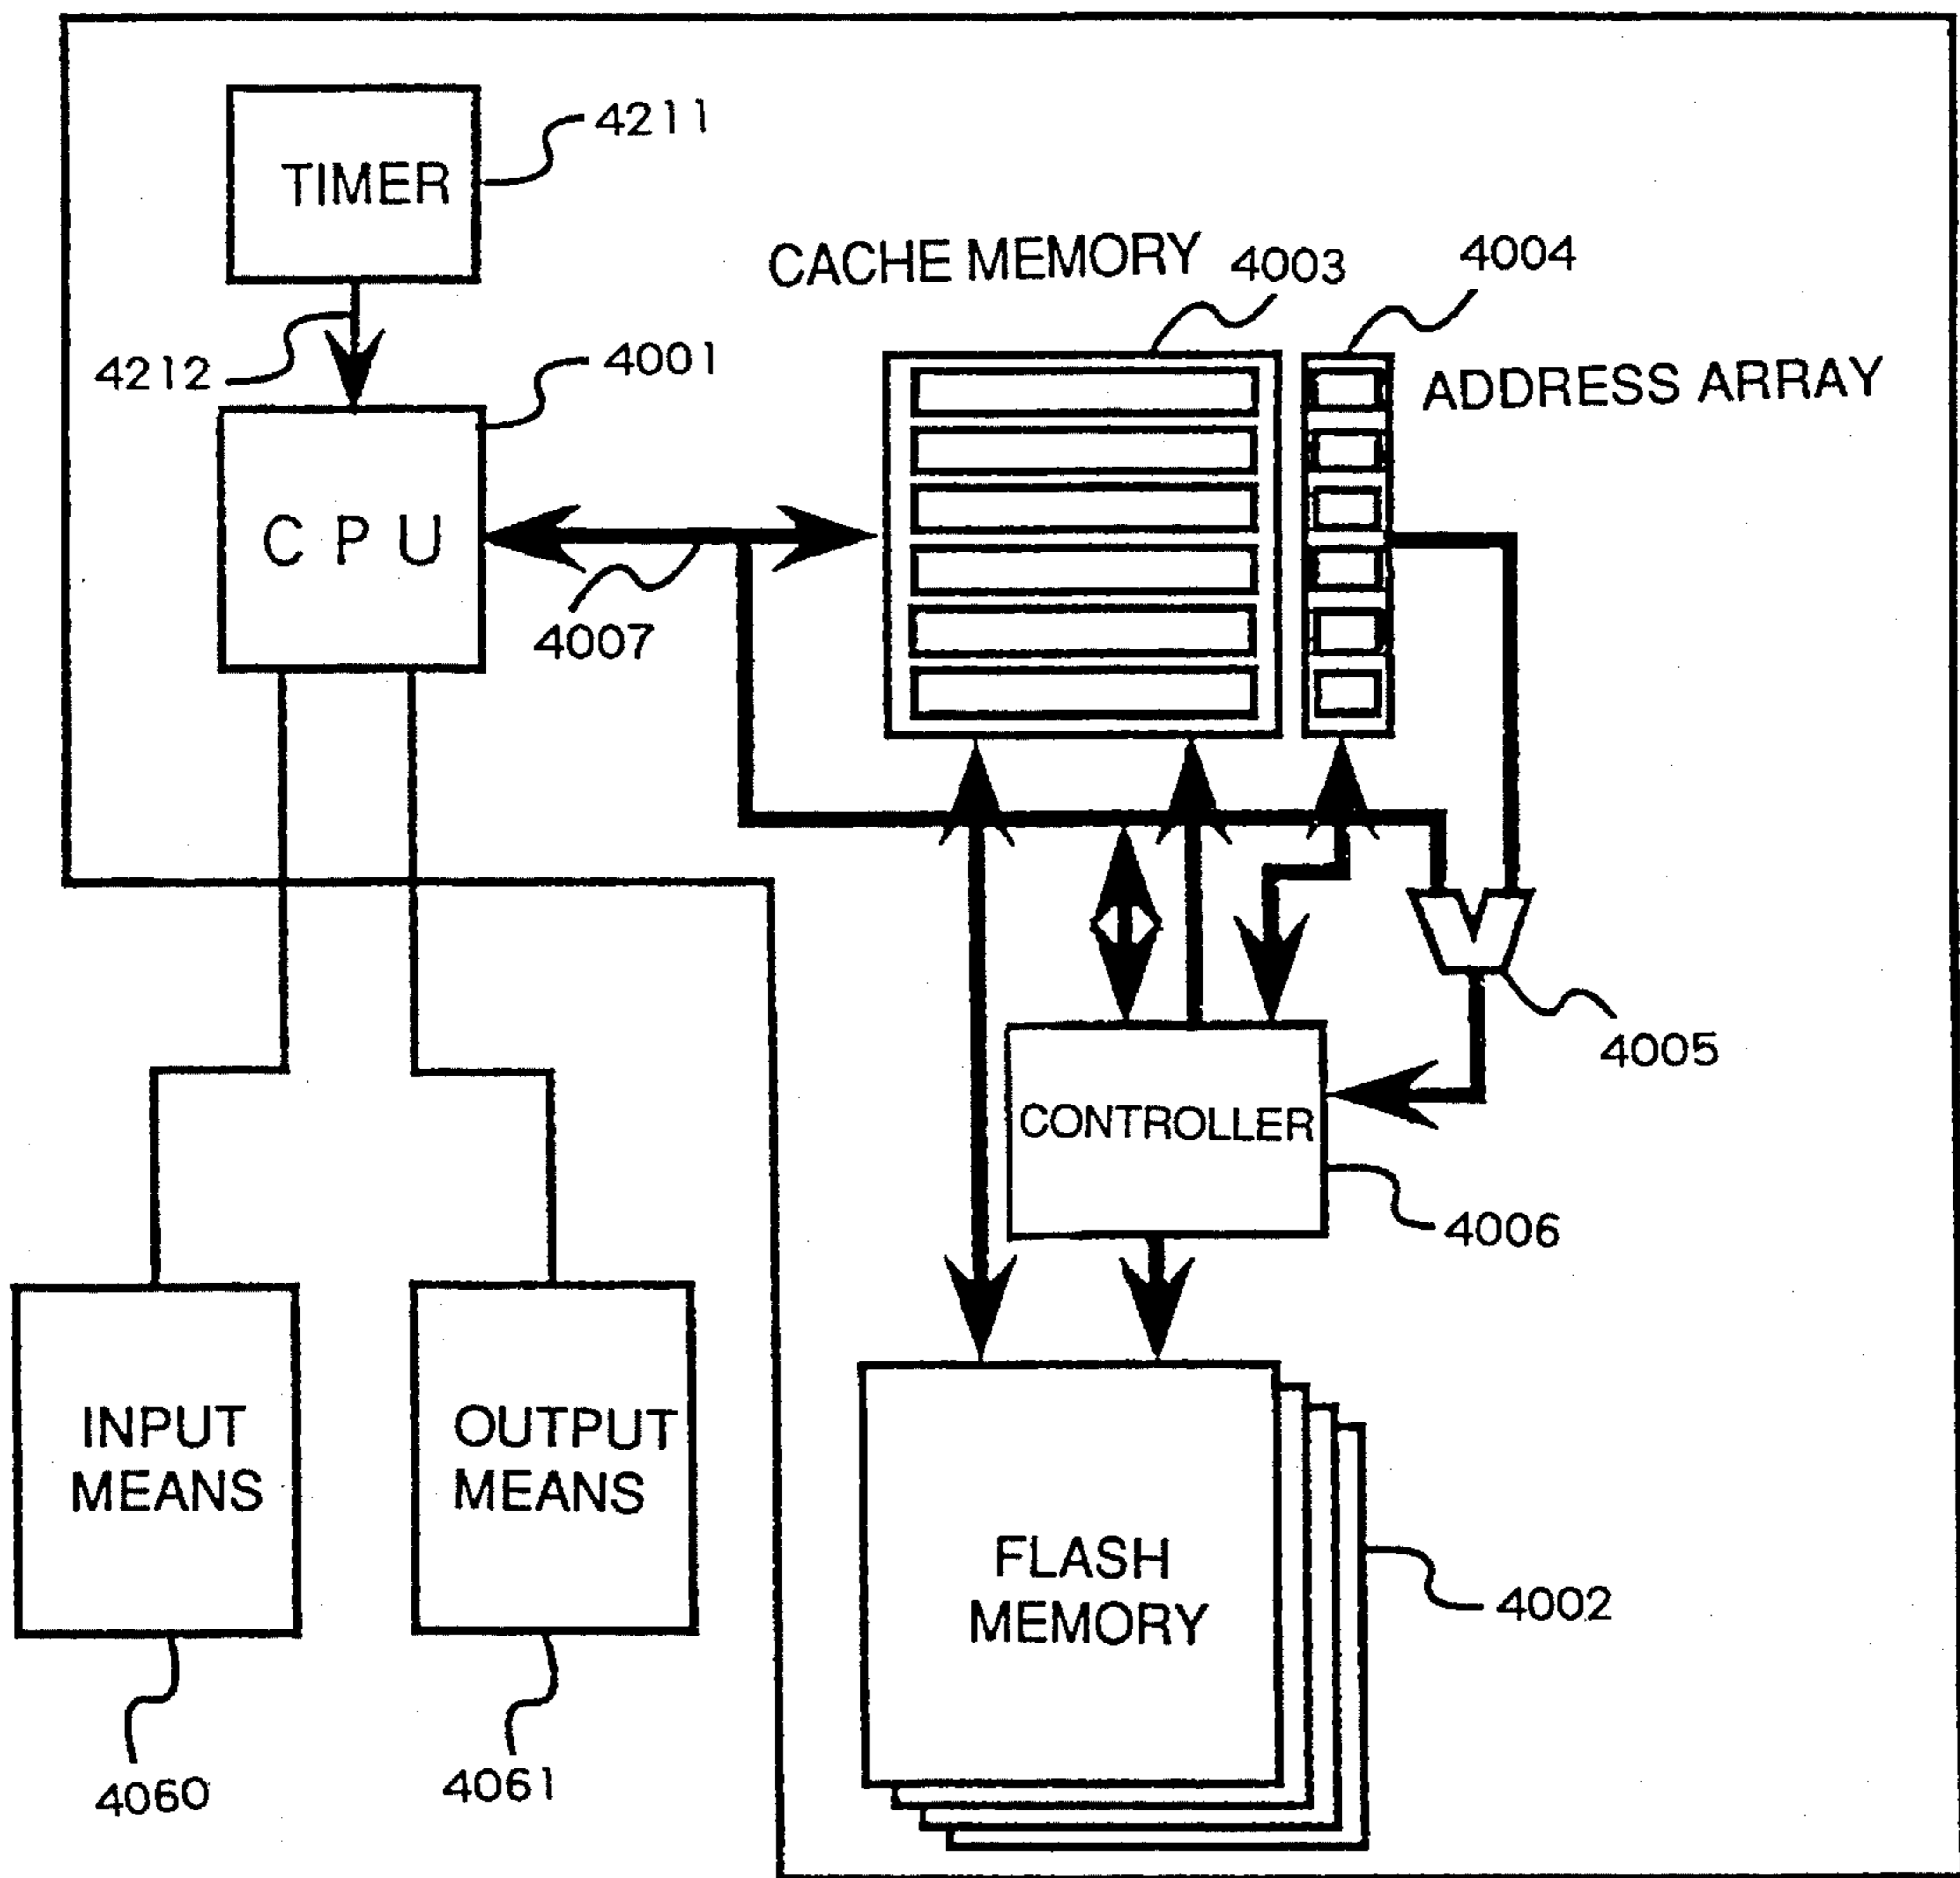 4211
TIMER
CACHE MEMORY 4003
4004
4212
4001
ADDRESS ARRAY
CPU
4007
4005
CONTROLLER
4006
INPUT
MEANS
OUTPUT
MEANS
FLASH
MEMORY
4002
4060
4061